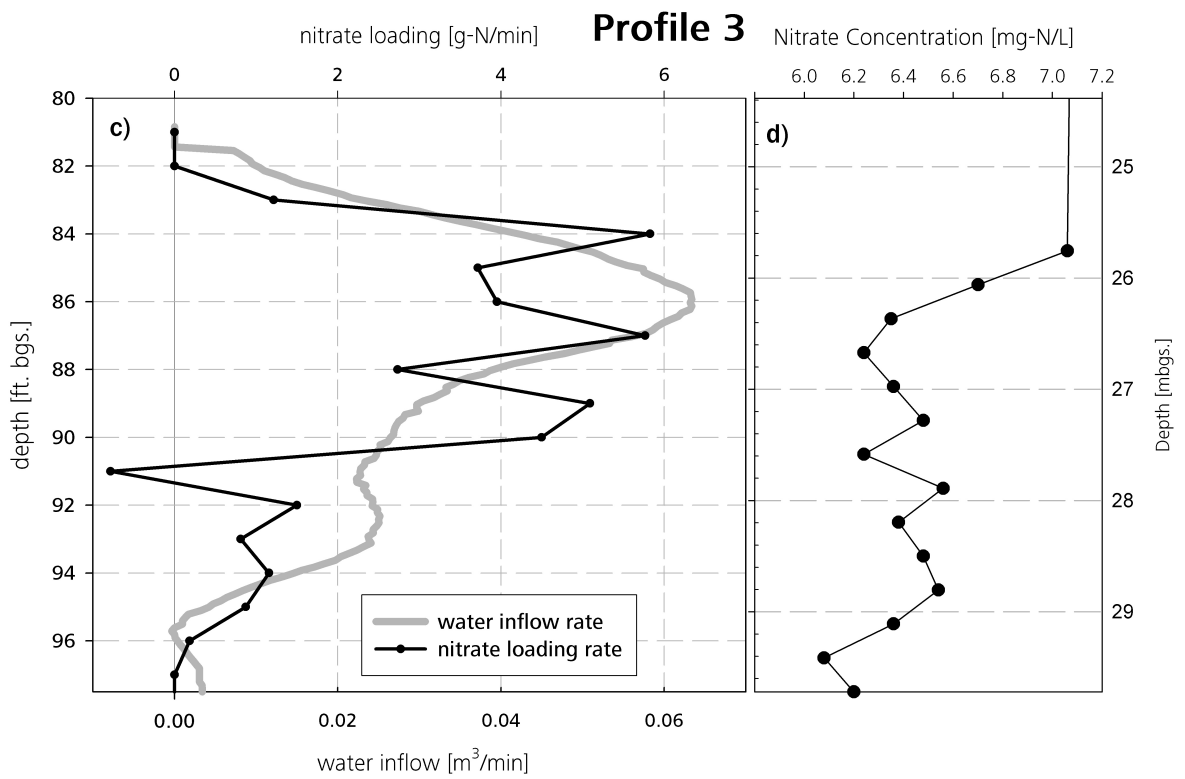 Profile 3
nitrate loading [g-N/min]
Nitrate Concentration [mg-N/L]
0 2 4 6
6.0 6.2 6.4 6.6 6.8 7.0 7.2
c)
d)
80
82
84
86
88
90
92
94
96
25
26
27
28
29
depth [ft. bgs.]
Depth [mbgs.]
water inflow rate
nitrate loading rate
0.00 0.02 0.04 0.06
water inflow [m³/min]